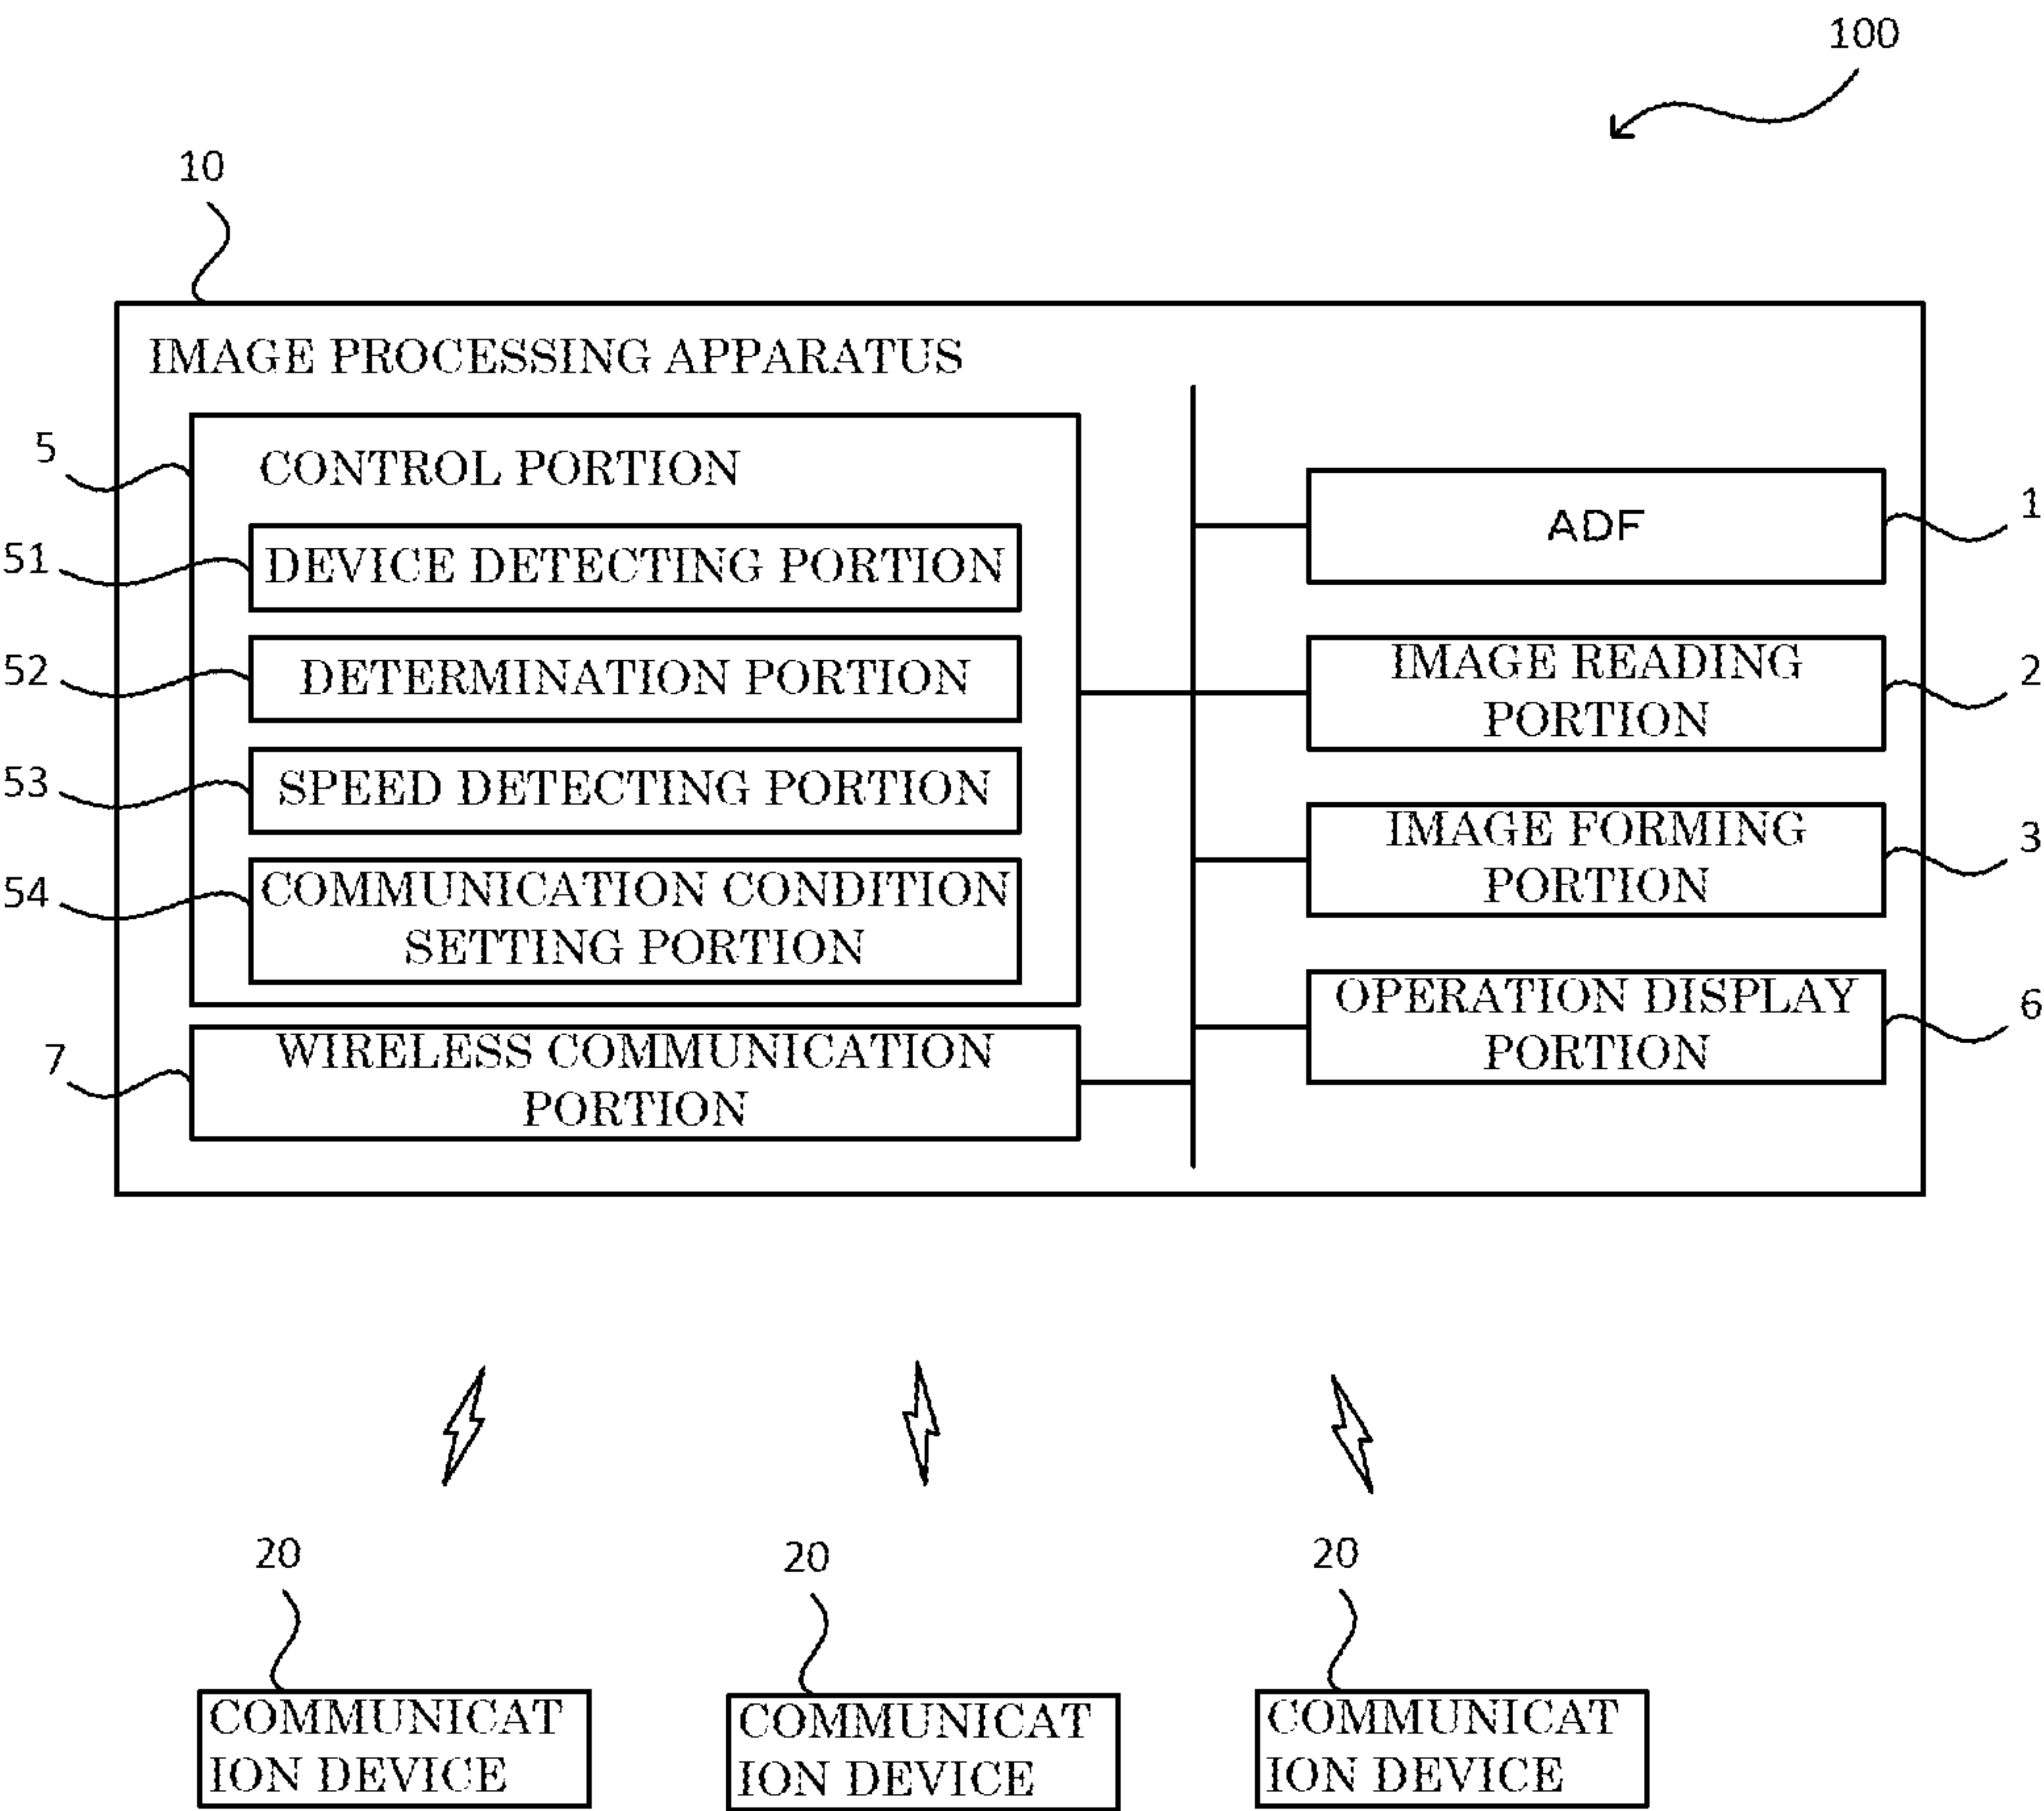 100
10
IMAGE PROCESSING APPARATUS
5
CONTROL PORTION
51
DEVICE DETECTING PORTION
52
DETERMINATION PORTION
53
SPEED DETECTING PORTION
54
COMMUNICATION CONDITION
SETTING PORTION
7
WIRELESS COMMUNICATION
PORTION
ADF
1
IMAGE READING
PORTION
2
IMAGE FORMING
PORTION
3
OPERATION DISPLAY
PORTION
6
20
COMMUNICAT
ION DEVICE
20
COMMUNICAT
ION DEVICE
20
COMMUNICAT
ION DEVICE